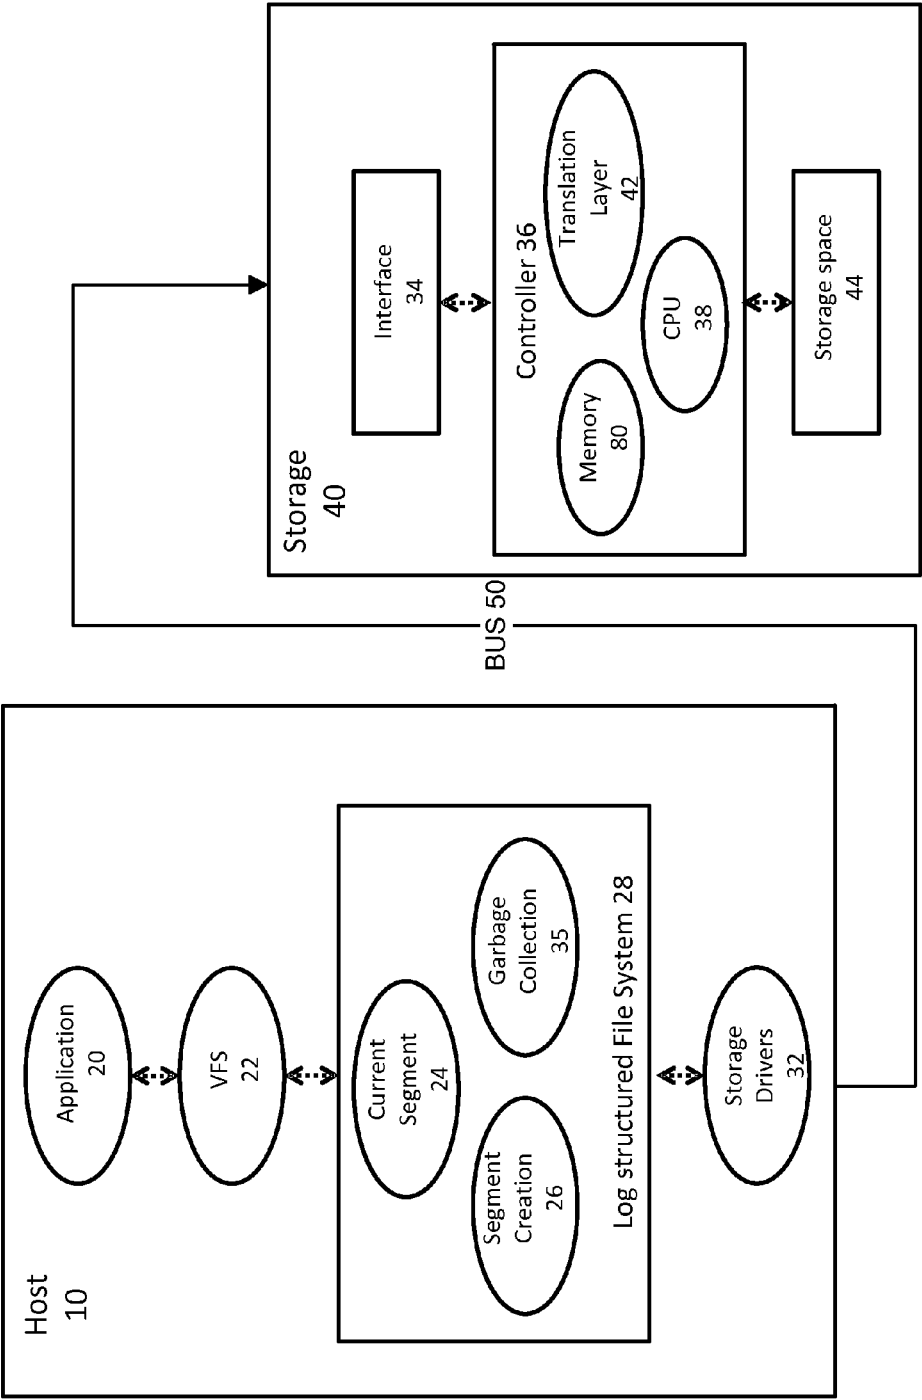 Host
10
Application
20
VFS
22
Current
Segment
24
Segment
Creation
26
Garbage
Collection
35
Log structured File System 28
Storage
Drivers
32
BUS 50
Storage
40
Interface
34
Controller 36
Memory
80
CPU
38
Translation
Layer
42
Storage space
44